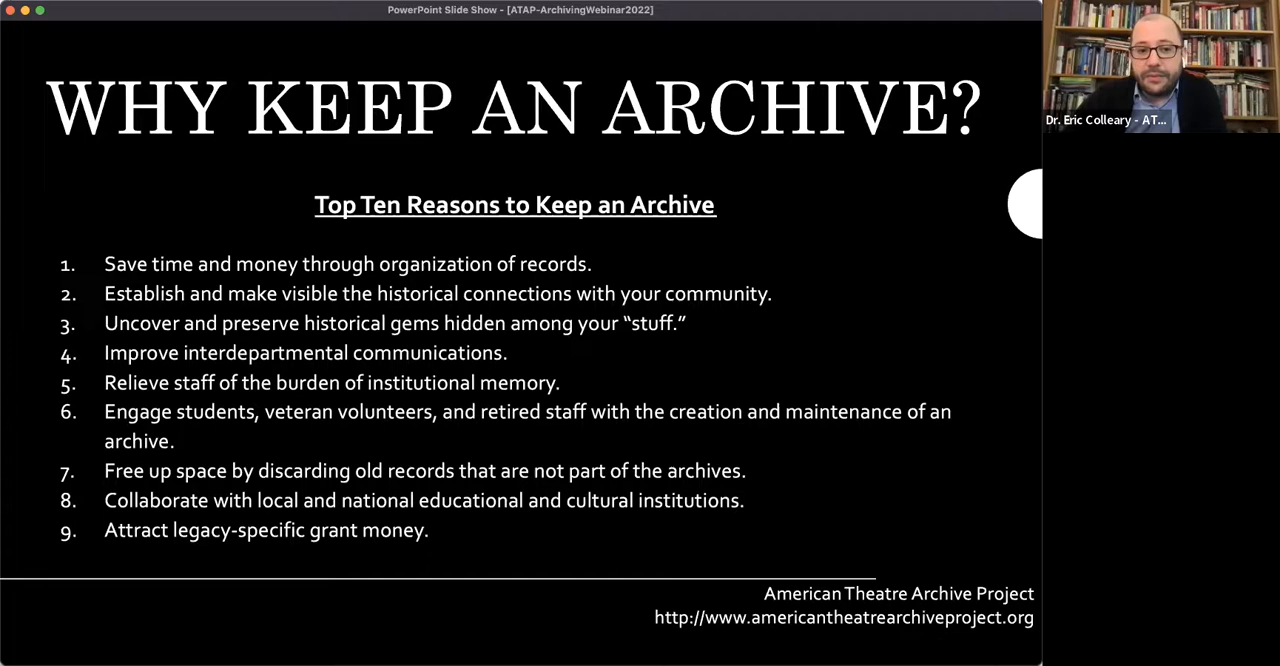 PowerPoint Slide Show - [ATAP-ArchivingWebinar2022]
WHY KEEP AN ARCHIVE?
Top Ten Reasons to Keep an Archive
1. Save time and money through organization of records.
2. Establish and make visible the historical connections with your community.
3. Uncover and preserve historical gems hidden among your “stuff.”
4. Improve interdepartmental communications.
5. Relieve staff of the burden of institutional memory.
6. Engage students, veteran volunteers, and retired staff with the creation and maintenance of an
archive.
7. Free up space by discarding old records that are not part of the archives.
8. Collaborate with local and national educational and cultural institutions.
9. Attract legacy-specific grant money.
American Theatre Archive Project
http://www.americantheatrearchiveproject.org
Dr. Eric Colleary - AT...